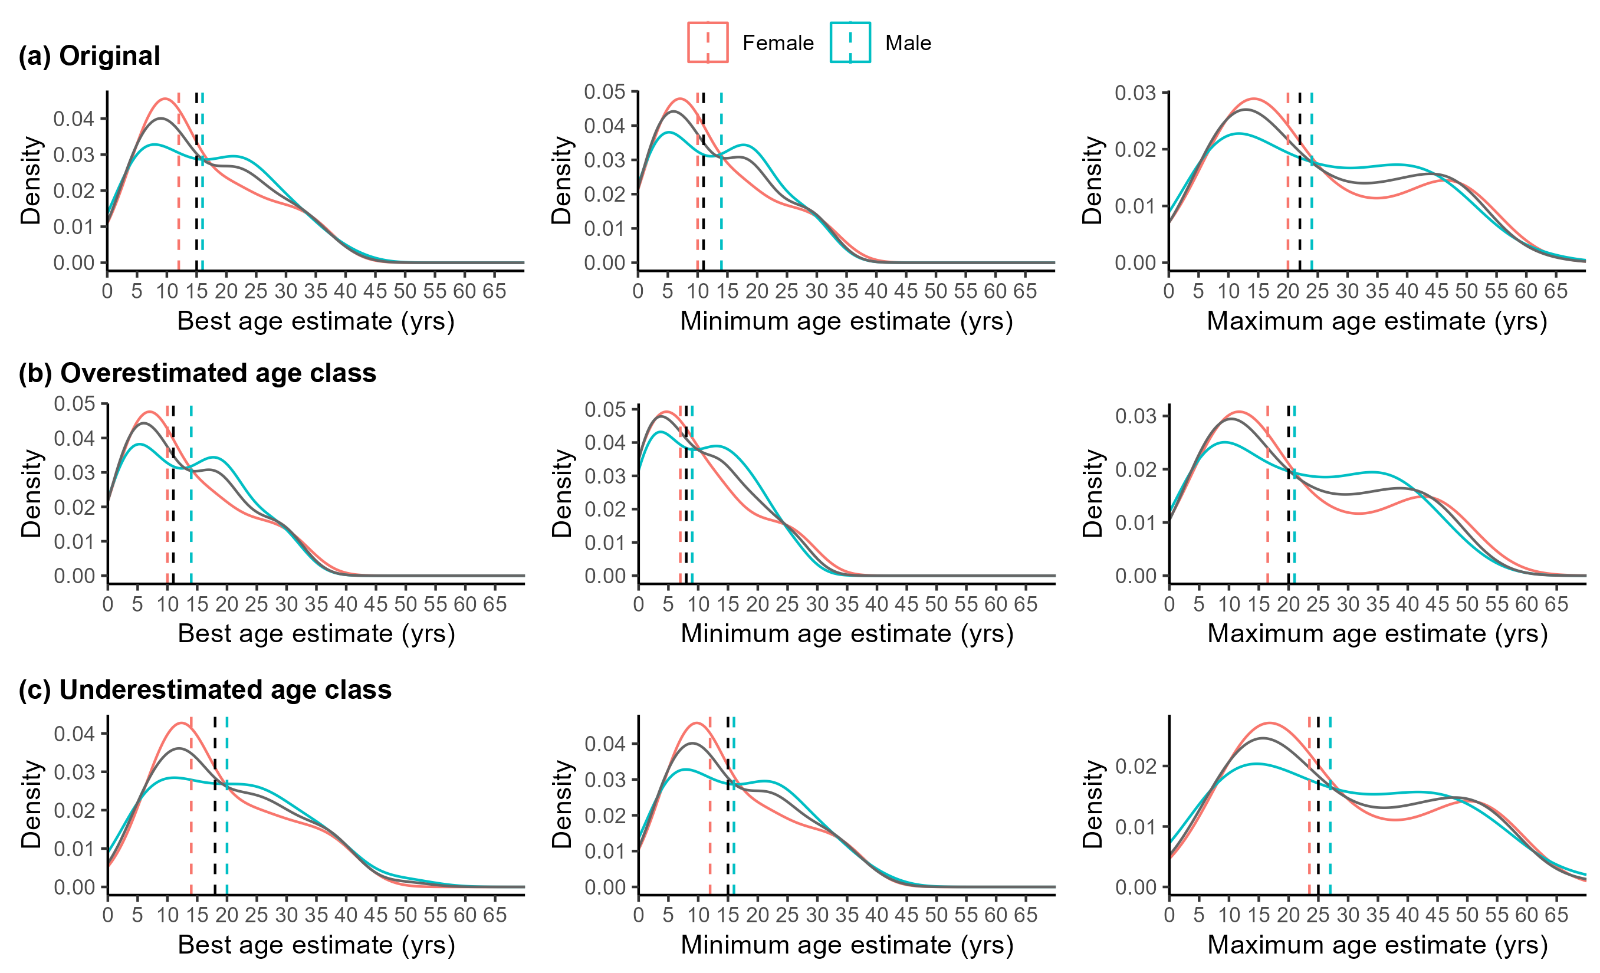 Female Male
(a) Original
Density
0.00 0.01 0.02 0.03 0.04
0 5 10 15 20 25 30 35 40 45 50 55 60 65
Best age estimate (yrs)
Density
0.00 0.01 0.02 0.03 0.04 0.05
0 5 10 15 20 25 30 35 40 45 50 55 60 65
Minimum age estimate (yrs)
Density
0.00 0.01 0.02 0.03
0 5 10 15 20 25 30 35 40 45 50 55 60 65
Maximum age estimate (yrs)
(b) Overestimated age class
Density
0.00 0.01 0.02 0.03 0.04 0.05
0 5 10 15 20 25 30 35 40 45 50 55 60 65
Best age estimate (yrs)
Density
0.00 0.01 0.02 0.03 0.04 0.05
0 5 10 15 20 25 30 35 40 45 50 55 60 65
Minimum age estimate (yrs)
Density
0.00 0.01 0.02 0.03
0 5 10 15 20 25 30 35 40 45 50 55 60 65
Maximum age estimate (yrs)
(c) Underestimated age class
Density
0.00 0.01 0.02 0.03 0.04
0 5 10 15 20 25 30 35 40 45 50 55 60 65
Best age estimate (yrs)
Density
0.00 0.01 0.02 0.03 0.04
0 5 10 15 20 25 30 35 40 45 50 55 60 65
Minimum age estimate (yrs)
Density
0.00 0.01 0.02
0 5 10 15 20 25 30 35 40 45 50 55 60 65
Maximum age estimate (yrs)